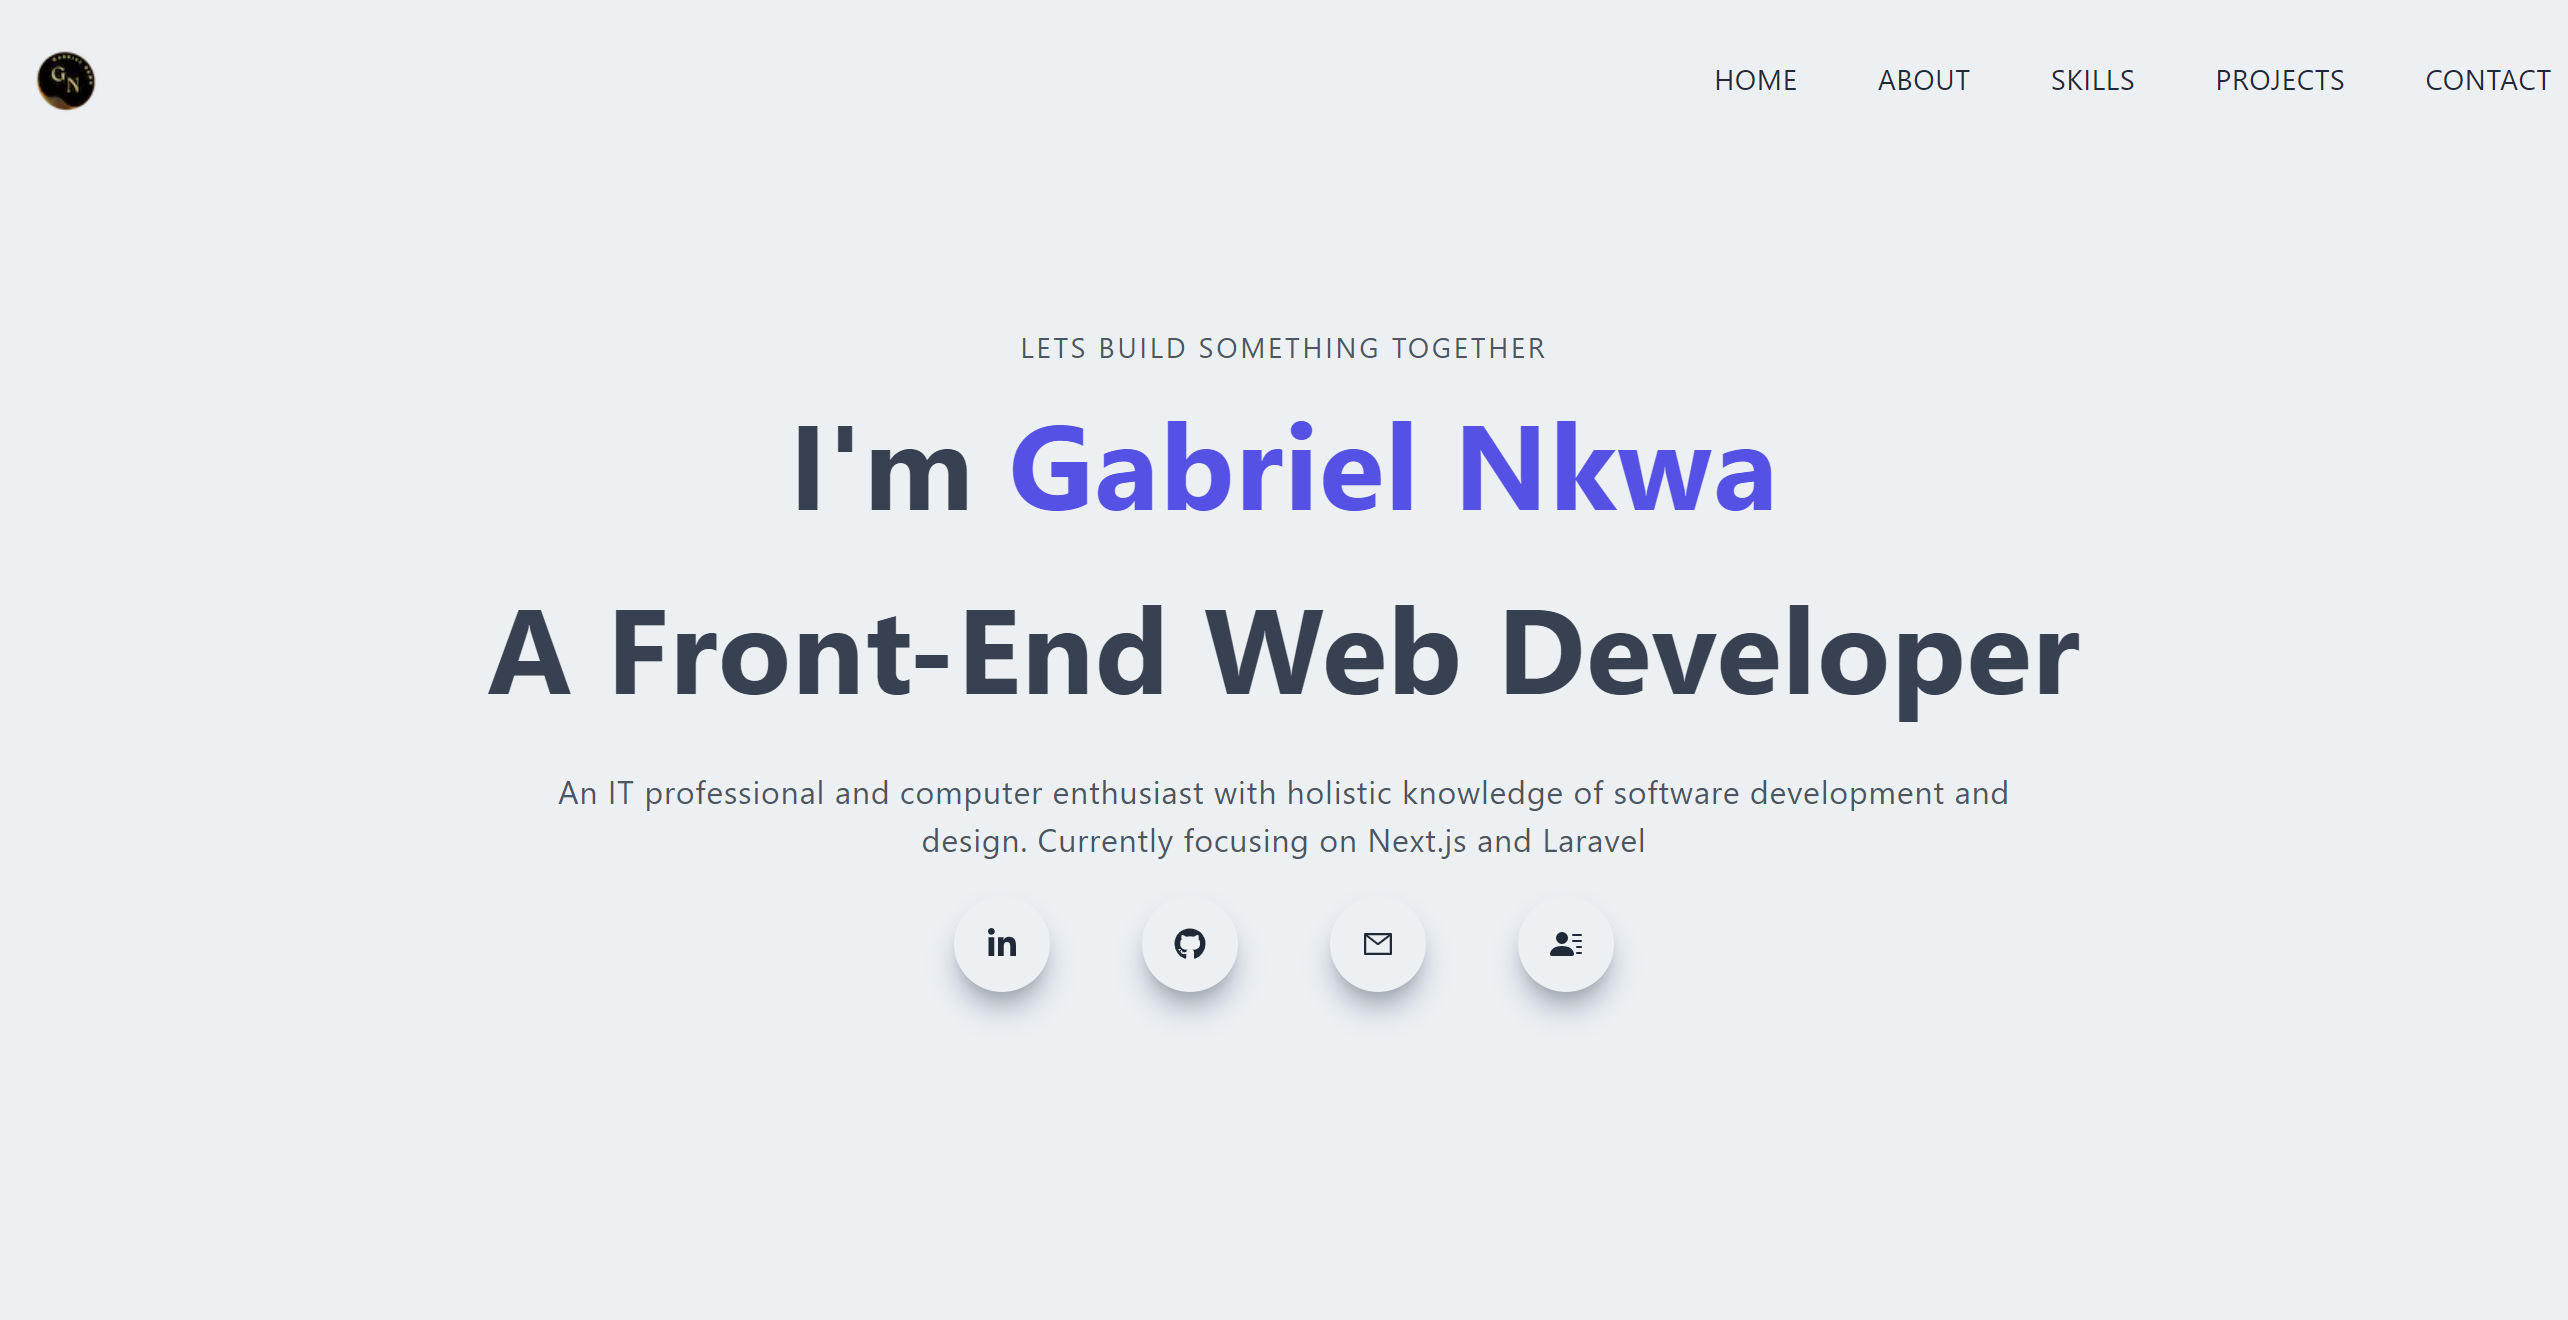 GN
HOME ABOUT SKILLS PROJECTS CONTACT
LETS BUILD SOMETHING TOGETHER
I'm Gabriel Nkwa
A Front-End Web Developer
An IT professional and computer enthusiast with holistic knowledge of software development and
design. Currently focusing on Next.js and Laravel
in